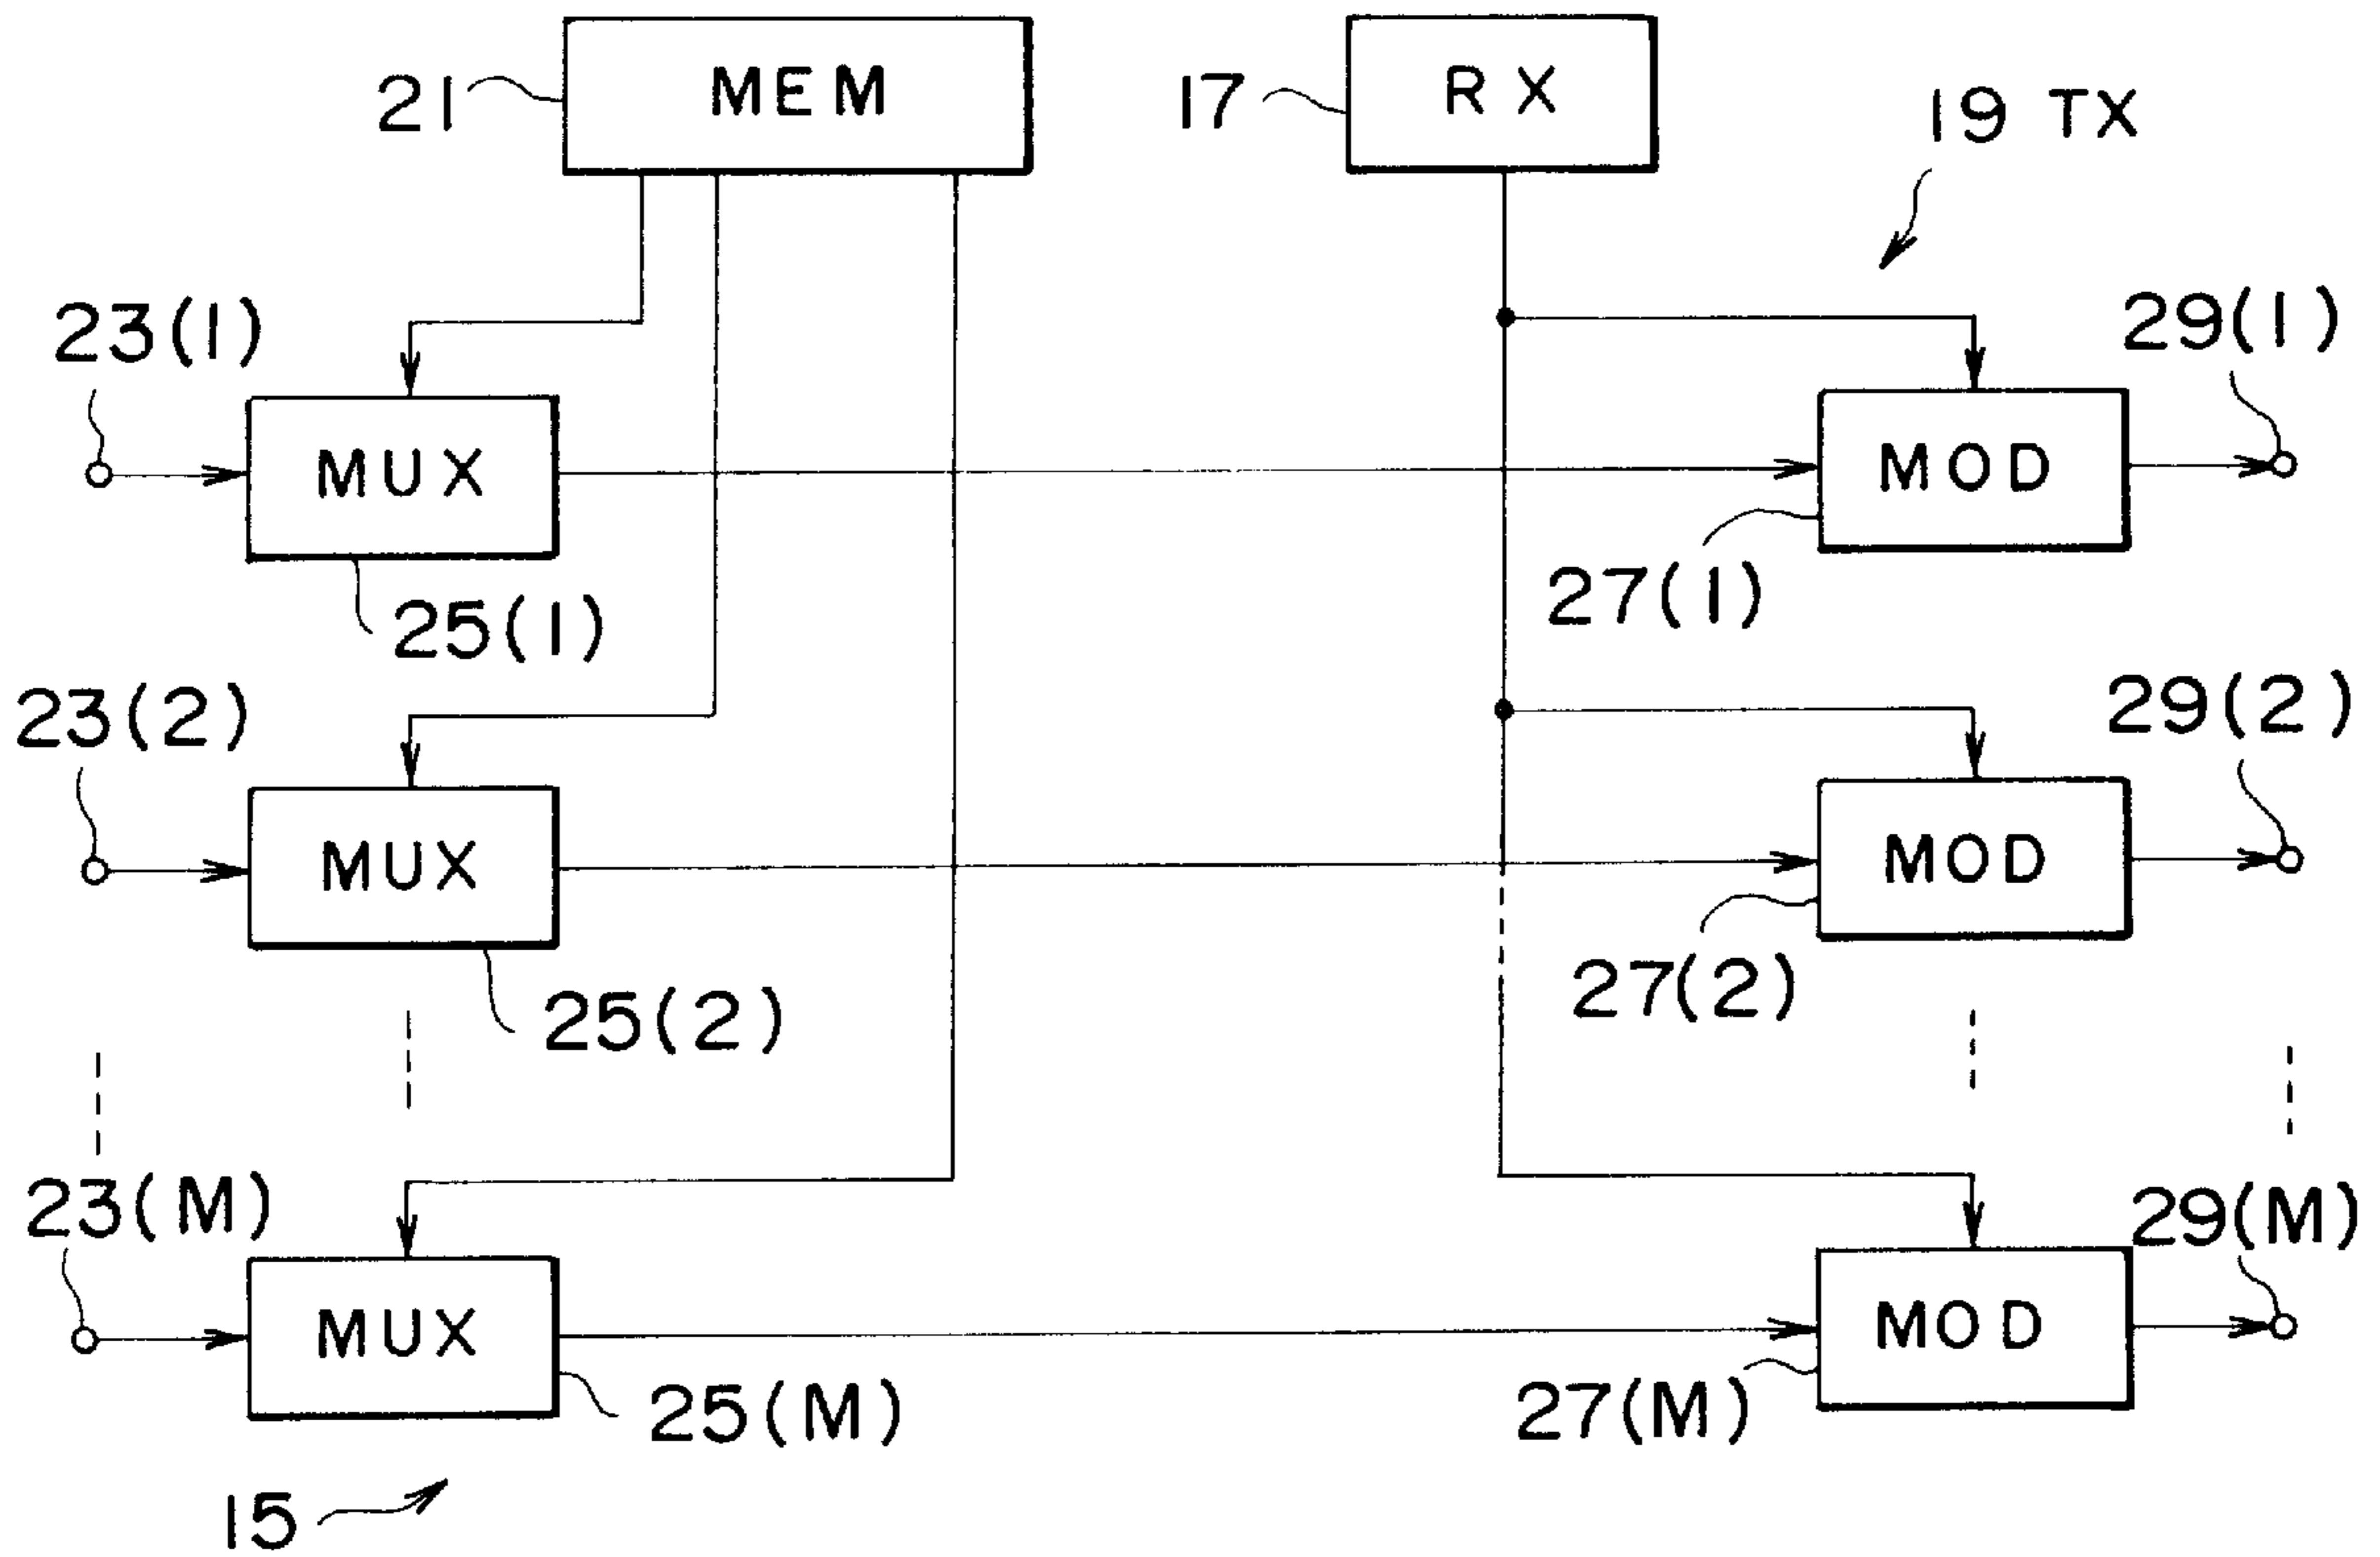 21
MEM
17
RX
19 TX
23(1)
29(1)
MUX
MOD
25(1)
27(1)
23(2)
29(2)
MUX
MOD
25(2)
27(2)
23(M)
29(M)
MUX
MOD
25(M)
27(M)
15